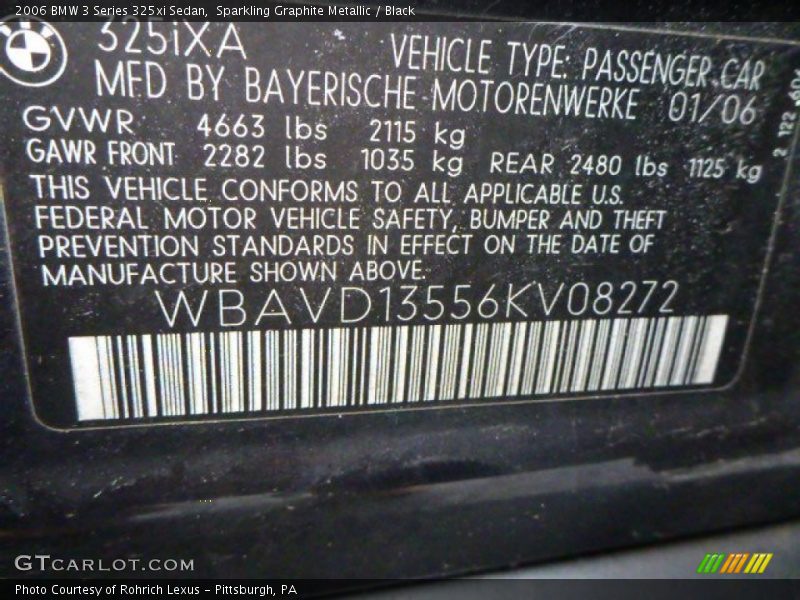 2006 BMW 3 Series 325xi Sedan,  Sparkling Graphite Metallic / Black
BMW
325iXA
VEHICLE TYPE: PASSENGER CAR
MFD BY BAYERISCHE MOTORENWERKE 01/06
GVWR 4663 lbs 2115 kg
GAWR FRONT 2282 lbs 1035 kg REAR 2480 lbs 1125 kg
THIS VEHICLE CONFORMS TO ALL APPLICABLE U.S.
FEDERAL MOTOR VEHICLE SAFETY, BUMPER AND THEFT
PREVENTION STANDARDS IN EFFECT ON THE DATE OF
MANUFACTURE SHOWN ABOVE.
WBAVD13556KV08272
2 122
GTCARLOT.COM
Photo Courtesy of Rohrich Lexus – Pittsburgh, PA